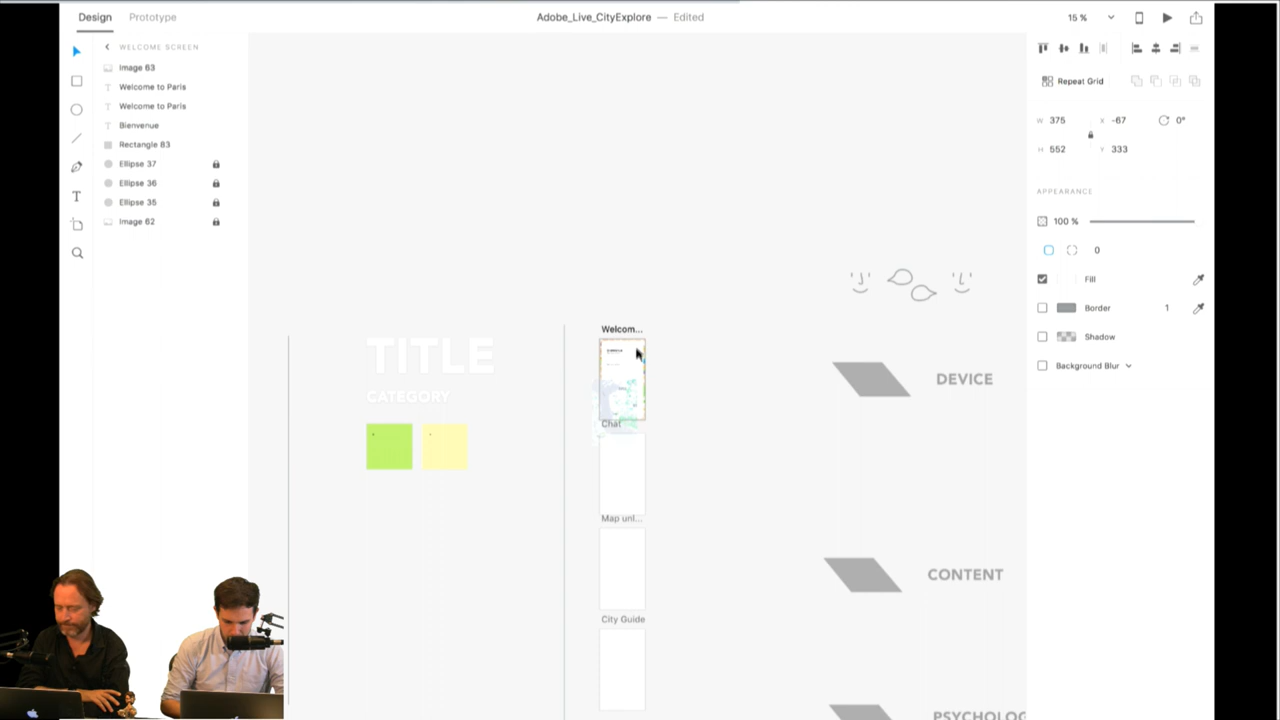 Design
Prototype
Adobe_Live_CityExplore — Edited
15 %
WELCOME SCREEN
Image 63
Welcome to Paris
Welcome to Paris
Bienvenue
Rectangle 83
Ellipse 37
Ellipse 36
Ellipse 35
Image 62
Repeat Grid
W 375
X -67
0°
H 552
Y 333
APPEARANCE
100 %
0
Fill
Border
1
Shadow
Background Blur
TITLE
CATEGORY
Welcom...
Chat
Map unl...
City Guide
DEVICE
CONTENT
PSYCHOLOG